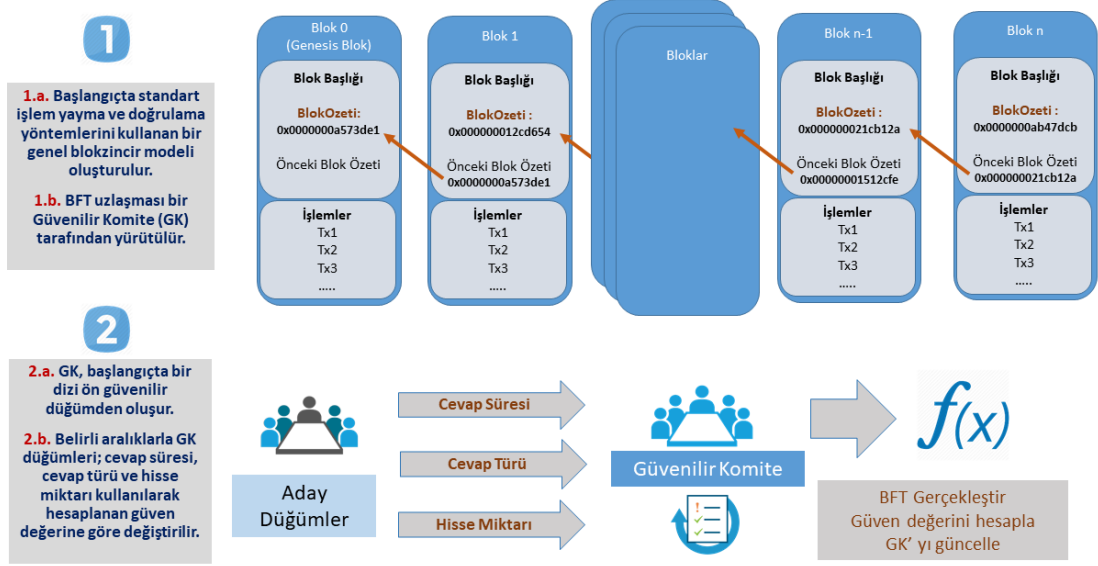 1
1.a. Başlangıçta standart
işlem yayma ve doğrulama
yöntemlerini kullanan bir
genel blokzincir modeli
oluşturulur.
1.b. BFT uzlaşması bir
Güvenilir Komite (GK)
tarafından yürütülür.
Blok 0
(Genesis Blok)
Blok Başlığı
BlokOzeti:
0x0000000a573de1
Önceki Blok Özeti
İşlemler
Tx1
Tx2
Tx3
.....
Blok 1
Blok Başlığı
BlokOzeti :
0x000000012cd654
Önceki Blok Özeti
0x0000000a573de1
İşlemler
Tx1
Tx2
Tx3
.....
Bloklar
Blok n-1
Blok Başlığı
BlokOzeti :
0x000000021cb12a
Önceki Blok Özeti
0x00000001512cfe
İşlemler
Tx1
Tx2
Tx3
.....
Blok n
Blok Başlığı
BlokOzeti :
0x0000000ab47dcb
Önceki Blok Özeti
0x000000021cb12a
İşlemler
Tx1
Tx2
Tx3
.....
2
2.a. GK, başlangıçta bir
dizi ön güvenilir
düğümden oluşur.
2.b. Belirli aralıklarla GK
düğümleri; cevap süresi,
cevap türü ve hisse
miktarı kullanılarak
hesaplanan güven
değerine göre değiştirilir.
Aday
Düğümler
Cevap Süresi
Cevap Türü
Hisse Miktarı
Güvenilir Komite
f(x)
BFT Gerçekleştir
Güven değerini hesapla
GK' yı güncelle